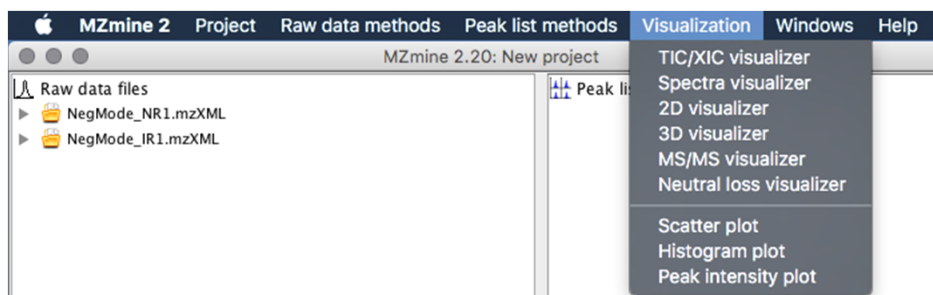 MZmine 2 Project Raw data methods Peak list methods Visualization Windows Help
MZmine 2.20: New project
Raw data files
NegMode_NR1.mzXML
NegMode_IR1.mzXML
Peak li
TIC/XIC visualizer
Spectra visualizer
2D visualizer
3D visualizer
MS/MS visualizer
Neutral loss visualizer
Scatter plot
Histogram plot
Peak intensity plot